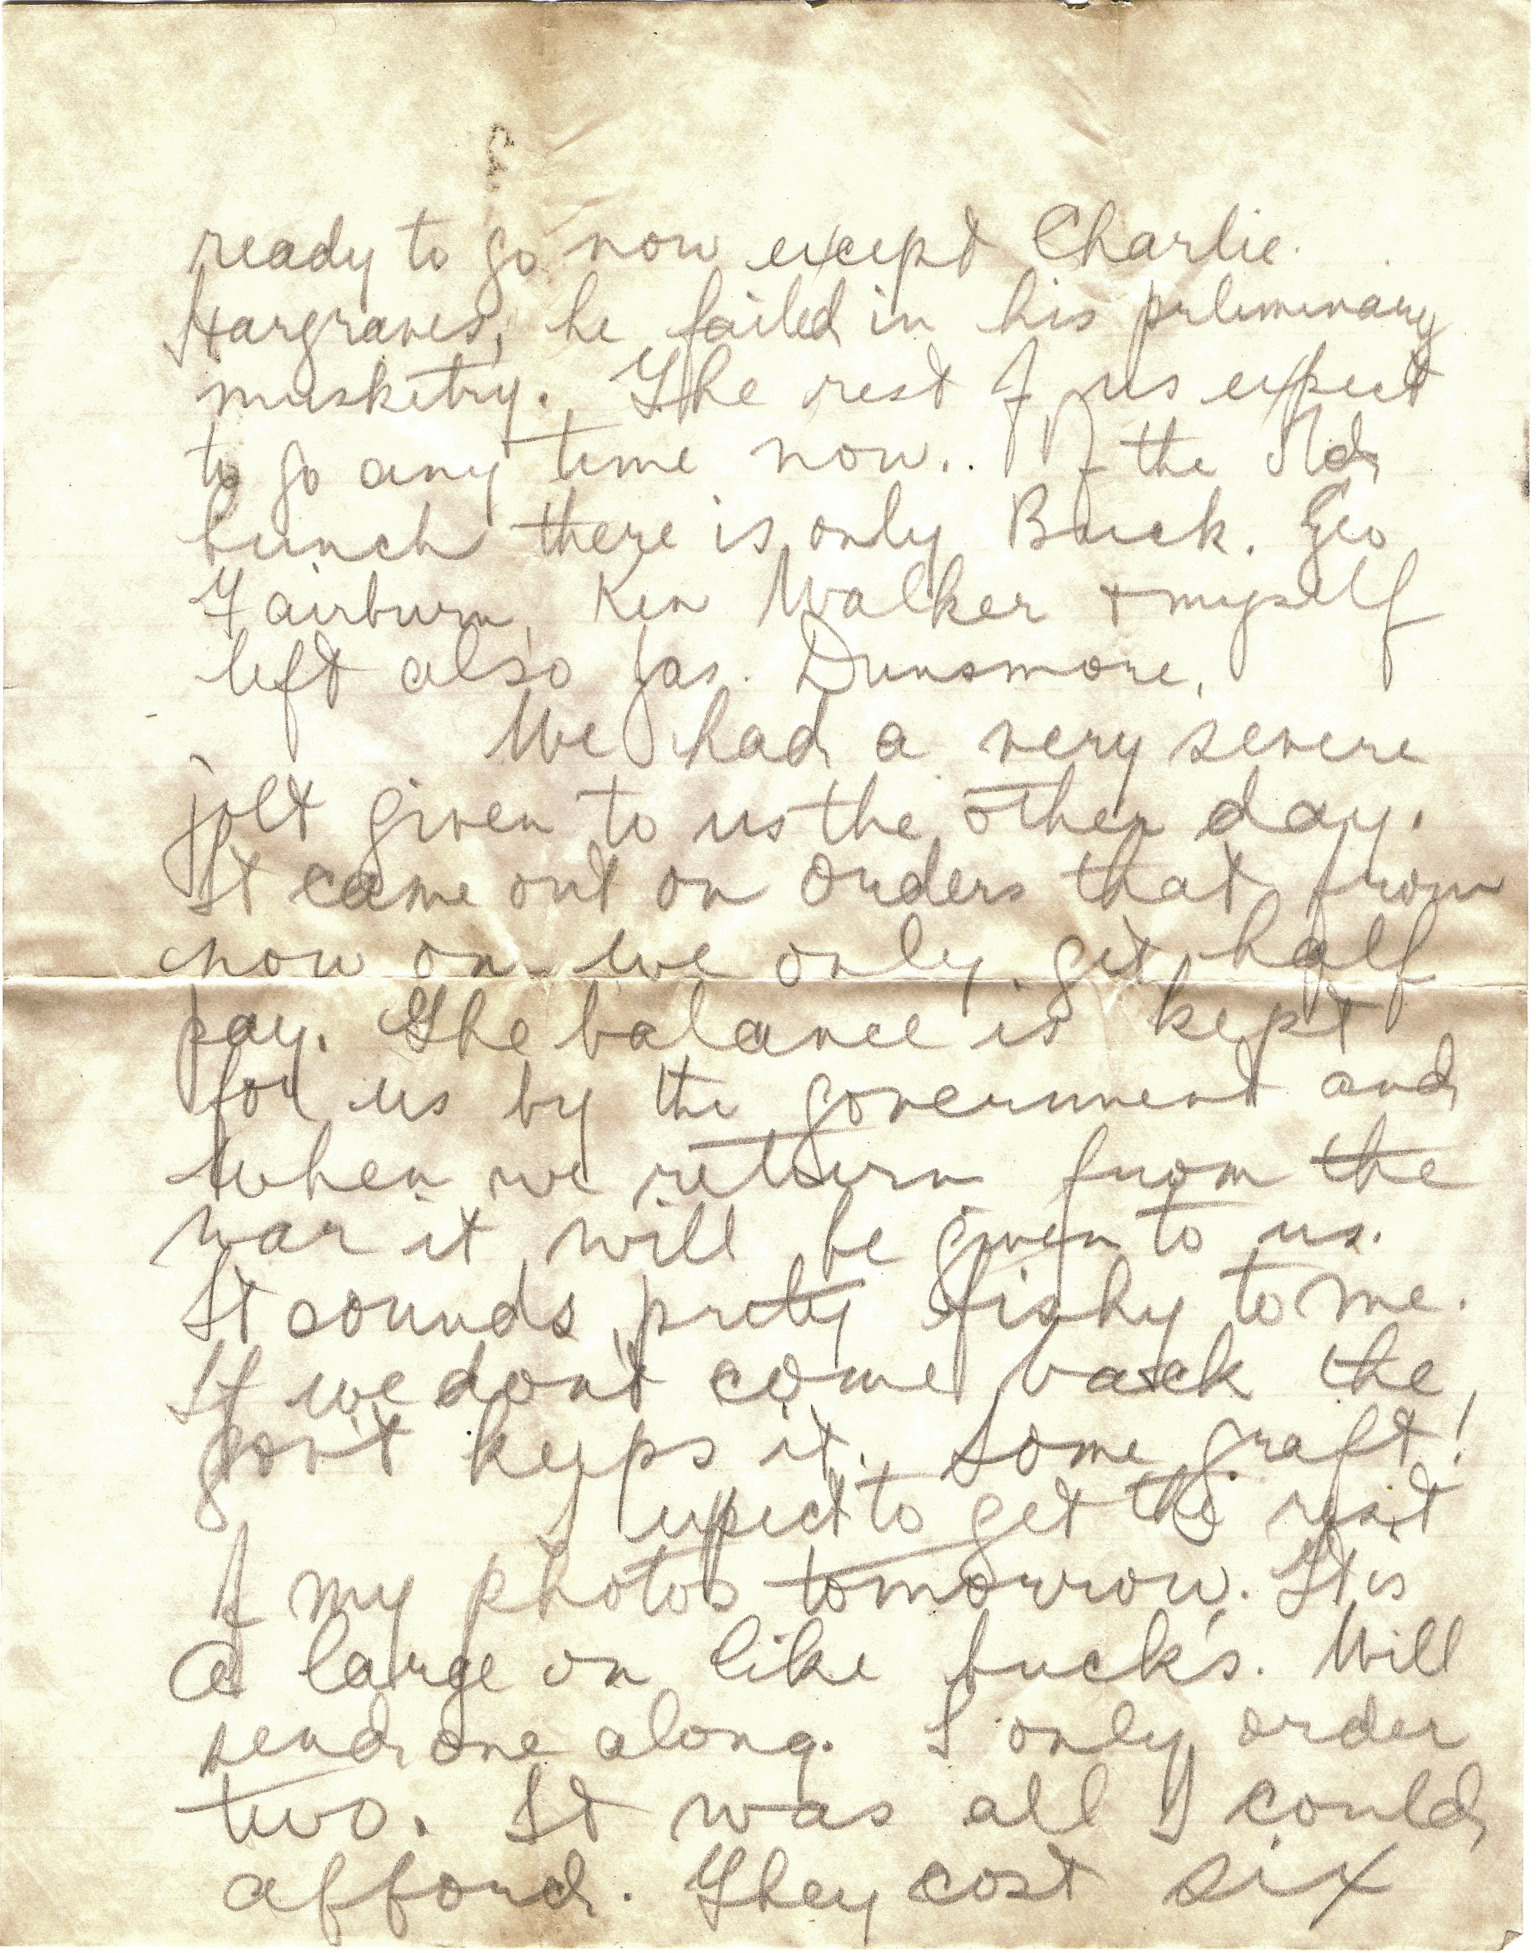 ready to go now except Charlie.
Hargraves, he failed in his preliminary
musketry. The rest of us expect
to go any time now. Of the old
bunch there is only Buck. Geo
Fairburn, Ken Walker + myself
left also Jas. Dunsmore.
We had a very severe
jolt given to us the other day.
It came out on orders that from
now on we only get half
pay. The balance is kept
for us by the government and
when we return from the
war it will be given to us.
It sounds pretty fishy to me.
If we don't come back the
gov't keeps it. Some graft!
I expect to get the rest
of my photos tomorrow. It is
a large on like buck's. Will
send one along. I only order
two. It was all I could
afford. They cost six